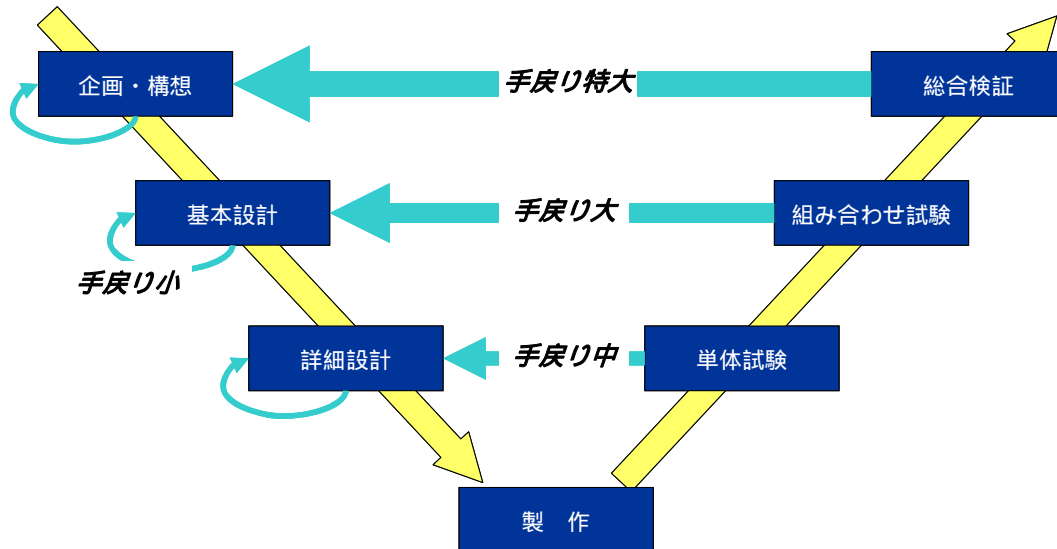 企画・構想
手戻り特大
総合検証
基本設計
手戻り大
組み合わせ試験
手戻り小
詳細設計
手戻り中
単体試験
製　作